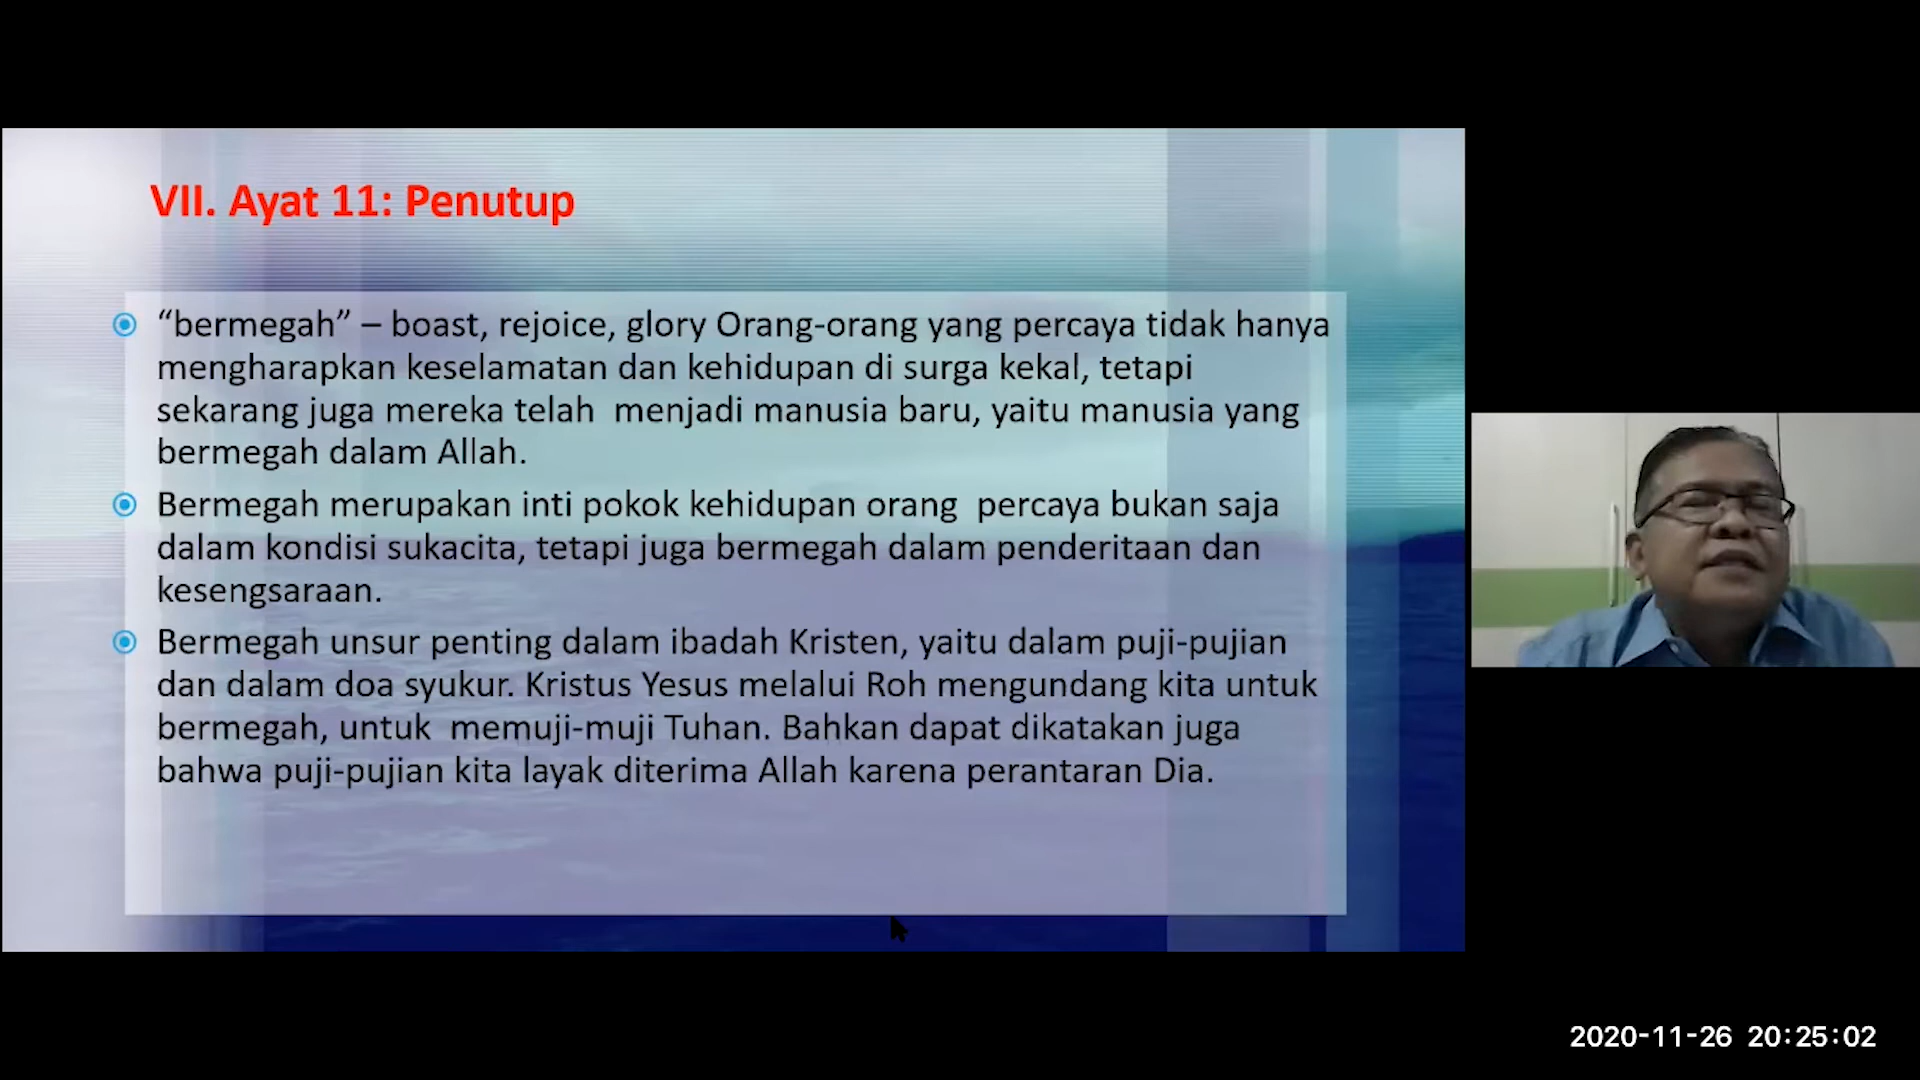 VII. Ayat 11: Penutup
“bermegah” – boast, rejoice, glory Orang-orang yang percaya tidak hanya
mengharapkan keselamatan dan kehidupan di surga kekal, tetapi
sekarang juga mereka telah  menjadi manusia baru, yaitu manusia yang
bermegah dalam Allah.
Bermegah merupakan inti pokok kehidupan orang  percaya bukan saja
dalam kondisi sukacita, tetapi juga bermegah dalam penderitaan dan
kesengsaraan.
Bermegah unsur penting dalam ibadah Kristen, yaitu dalam puji-pujian
dan dalam doa syukur. Kristus Yesus melalui Roh mengundang kita untuk
bermegah, untuk  memuji-muji Tuhan. Bahkan dapat dikatakan juga
bahwa puji-pujian kita layak diterima Allah karena perantaran Dia.
2020-11-26 20:25:02